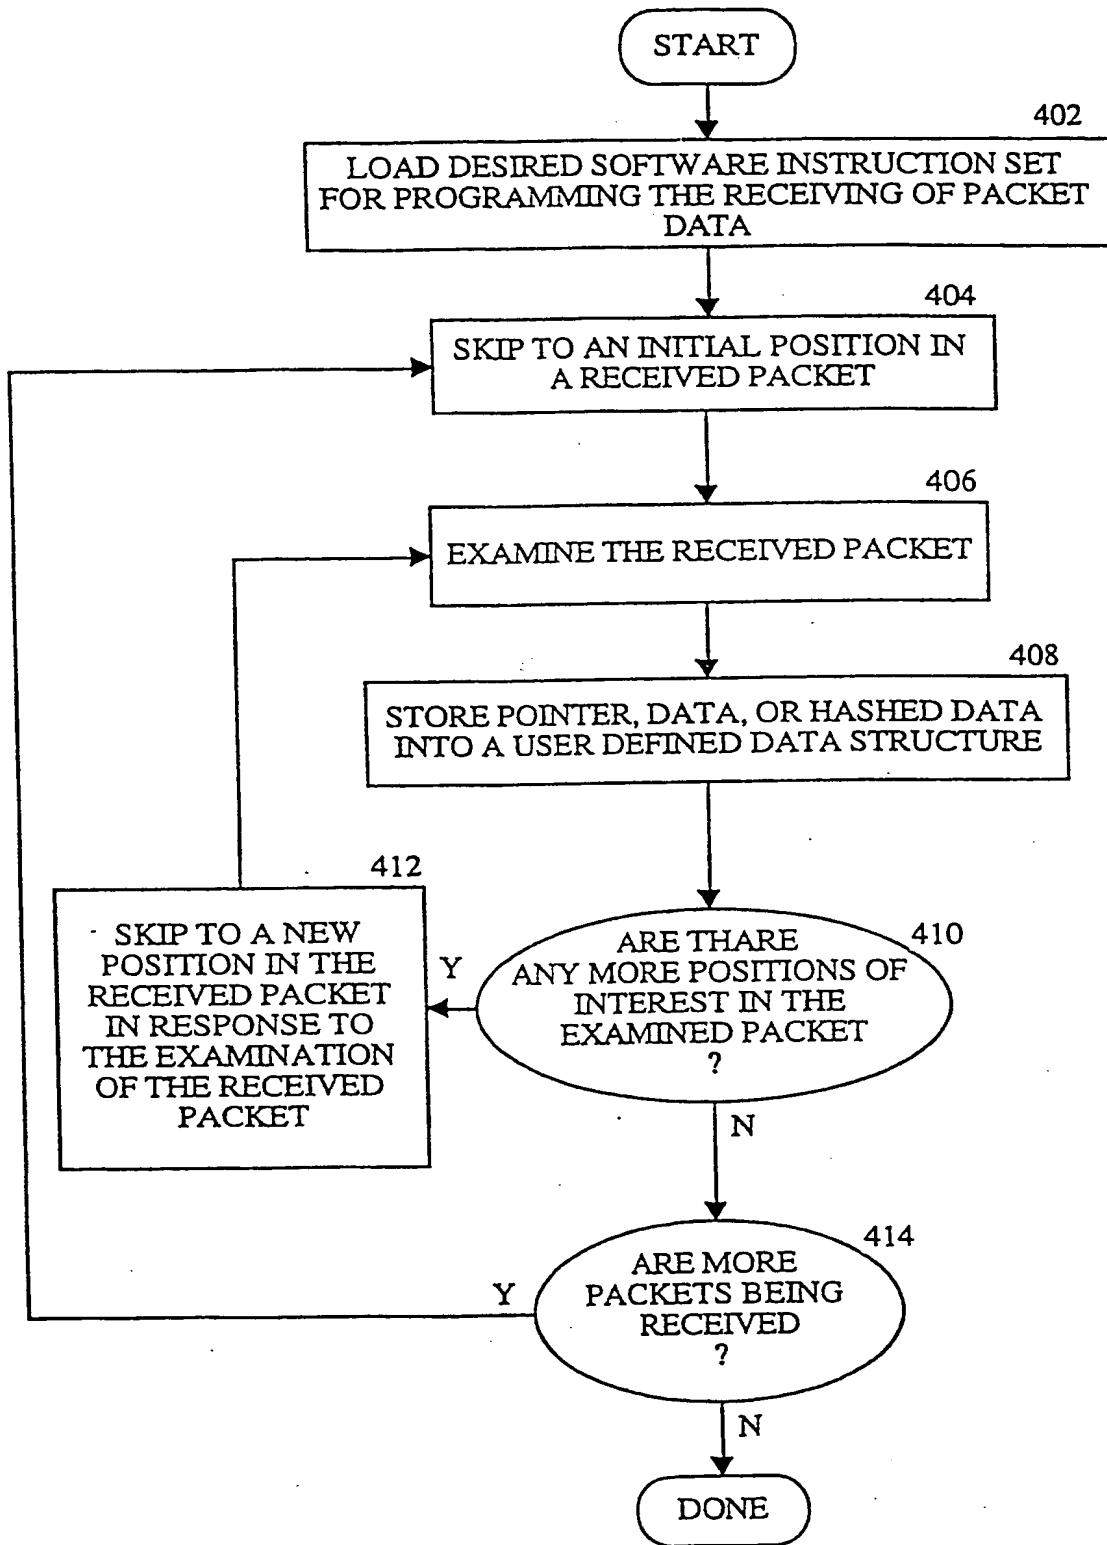 START
402
LOAD DESIRED SOFTWARE INSTRUCTION SET
FOR PROGRAMMING THE RECEIVING OF PACKET
DATA
404
SKIP TO AN INITIAL POSITION IN
A RECEIVED PACKET
406
EXAMINE THE RECEIVED PACKET
408
STORE POINTER, DATA, OR HASHED DATA
INTO A USER DEFINED DATA STRUCTURE
412
SKIP TO A NEW
POSITION IN THE
RECEIVED PACKET
IN RESPONSE TO
THE EXAMINATION
OF THE RECEIVED
PACKET
Y
410
ARE THARE
ANY MORE POSITIONS OF
INTEREST IN THE
EXAMINED PACKET
?
N
414
ARE MORE
PACKETS BEING
RECEIVED
?
Y
N
DONE